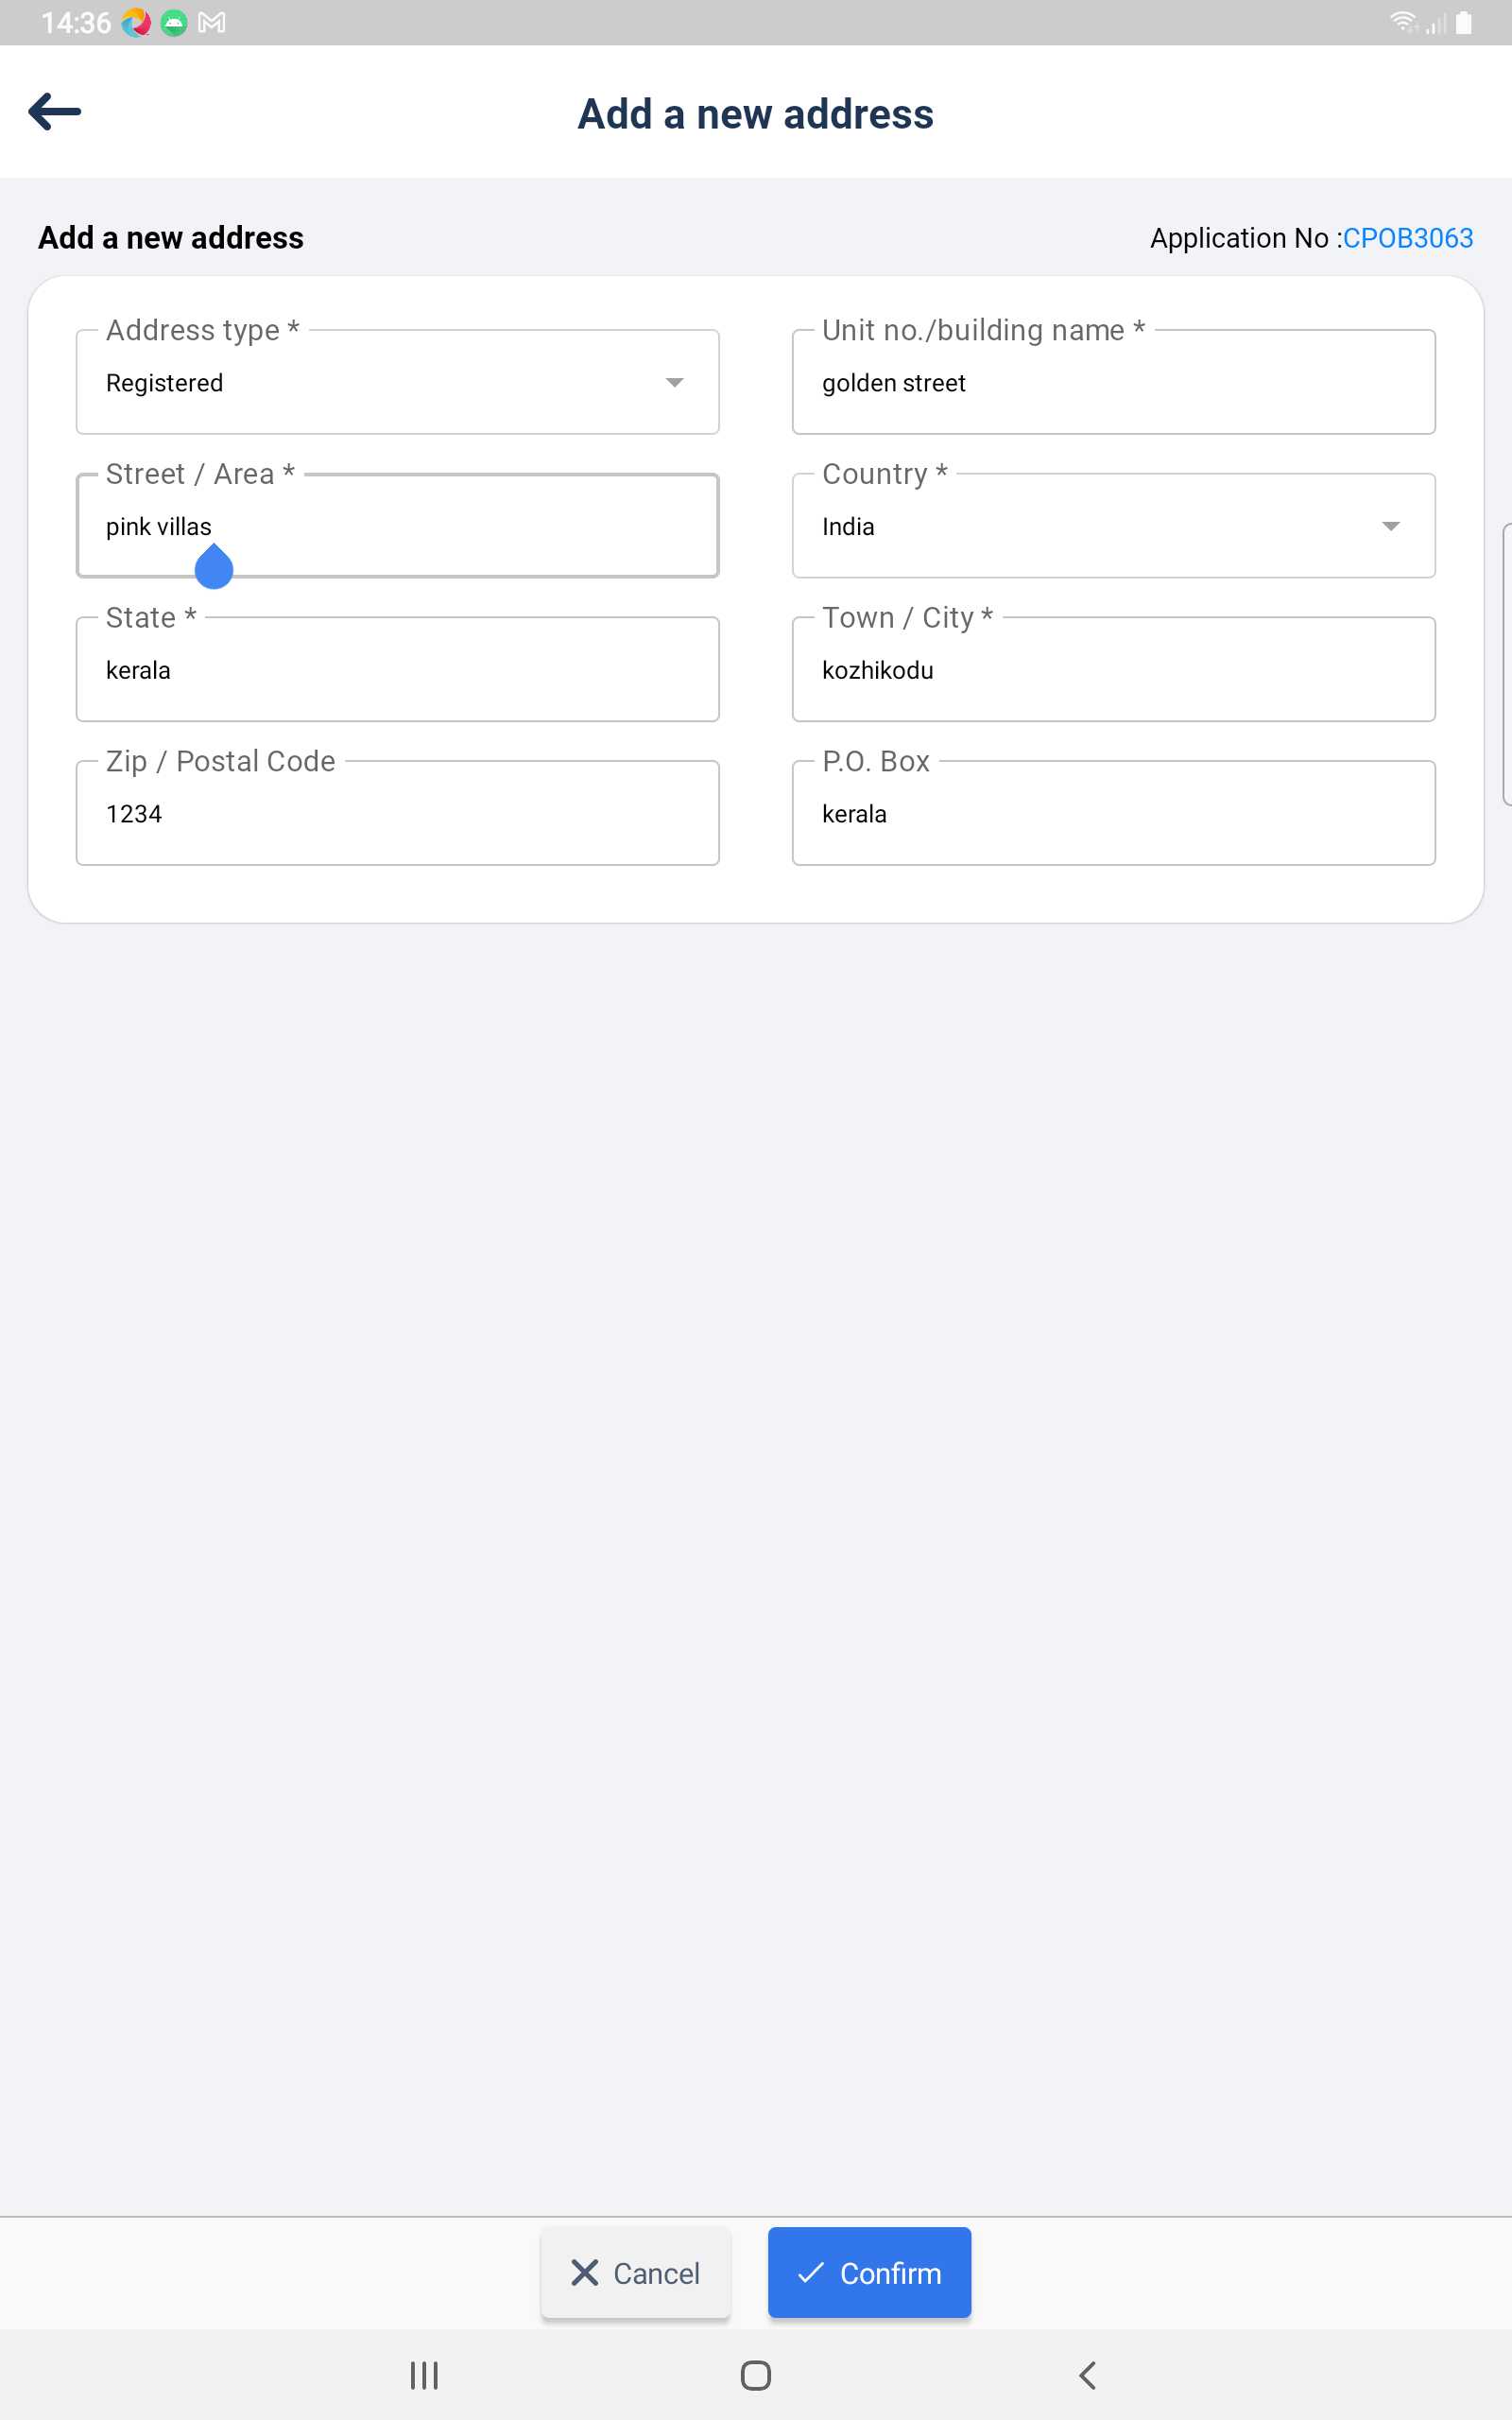 14:36
Add a new address
Add a new address
Application No :CPOB3063
Address type *
Registered
Unit no./building name *
golden street
Street / Area *
pink villas
Country *
India
State *
kerala
Town / City *
kozhikodu
Zip / Postal Code
1234
P.O. Box
kerala
Cancel
Confirm